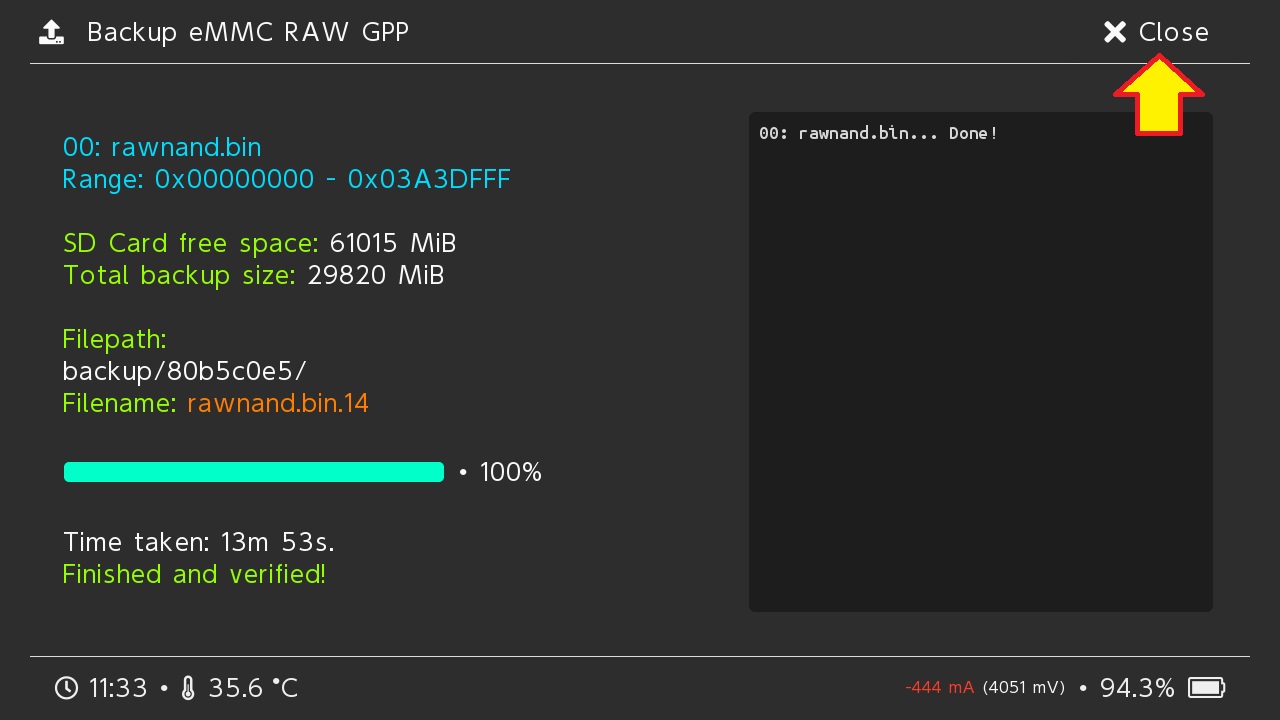 Backup eMMC RAW GPP
Close
00: rawnand.bin
Range: 0x00000000 - 0x03A3DFFF
SD Card free space: 61015 MiB
Total backup size: 29820 MiB
Filepath:
backup/80b5c0e5/
Filename: rawnand.bin.14
• 100%
Time taken: 13m 53s.
Finished and verified!
00: rawnand.bin... Done!
11:33 • 35.6 °C
-444 mA (4051 mV) • 94.3%